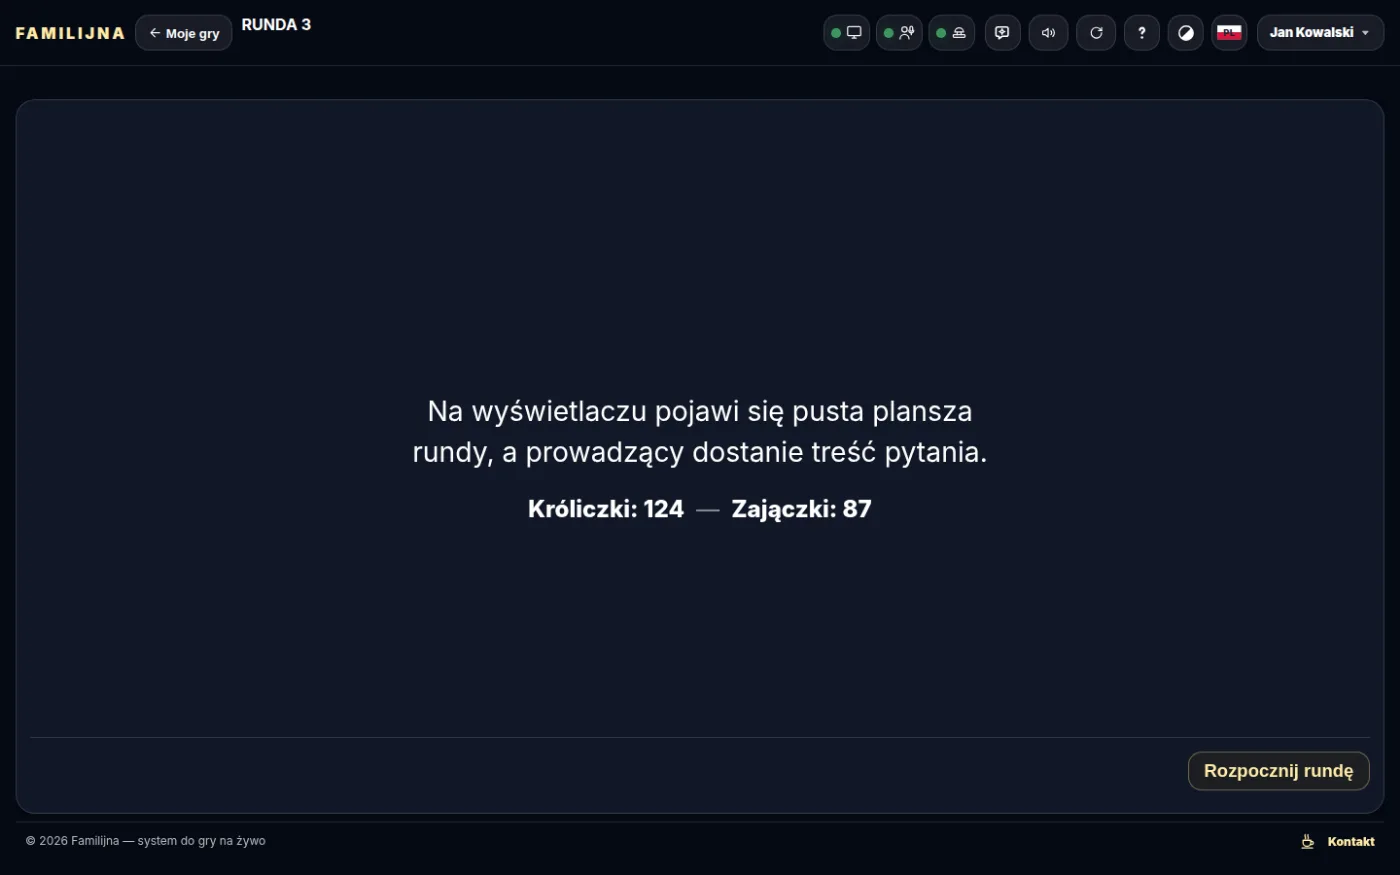 FAMILIJNA
← Moje gry
RUNDA 3
?
PL
Jan Kowalski
Na wyświetlaczu pojawi się pusta plansza
rundy, a prowadzący dostanie treść pytania.
Króliczki: 124 — Zajączki: 87
Rozpocznij rundę
© 2026 Familijna — system do gry na żywo
Kontakt